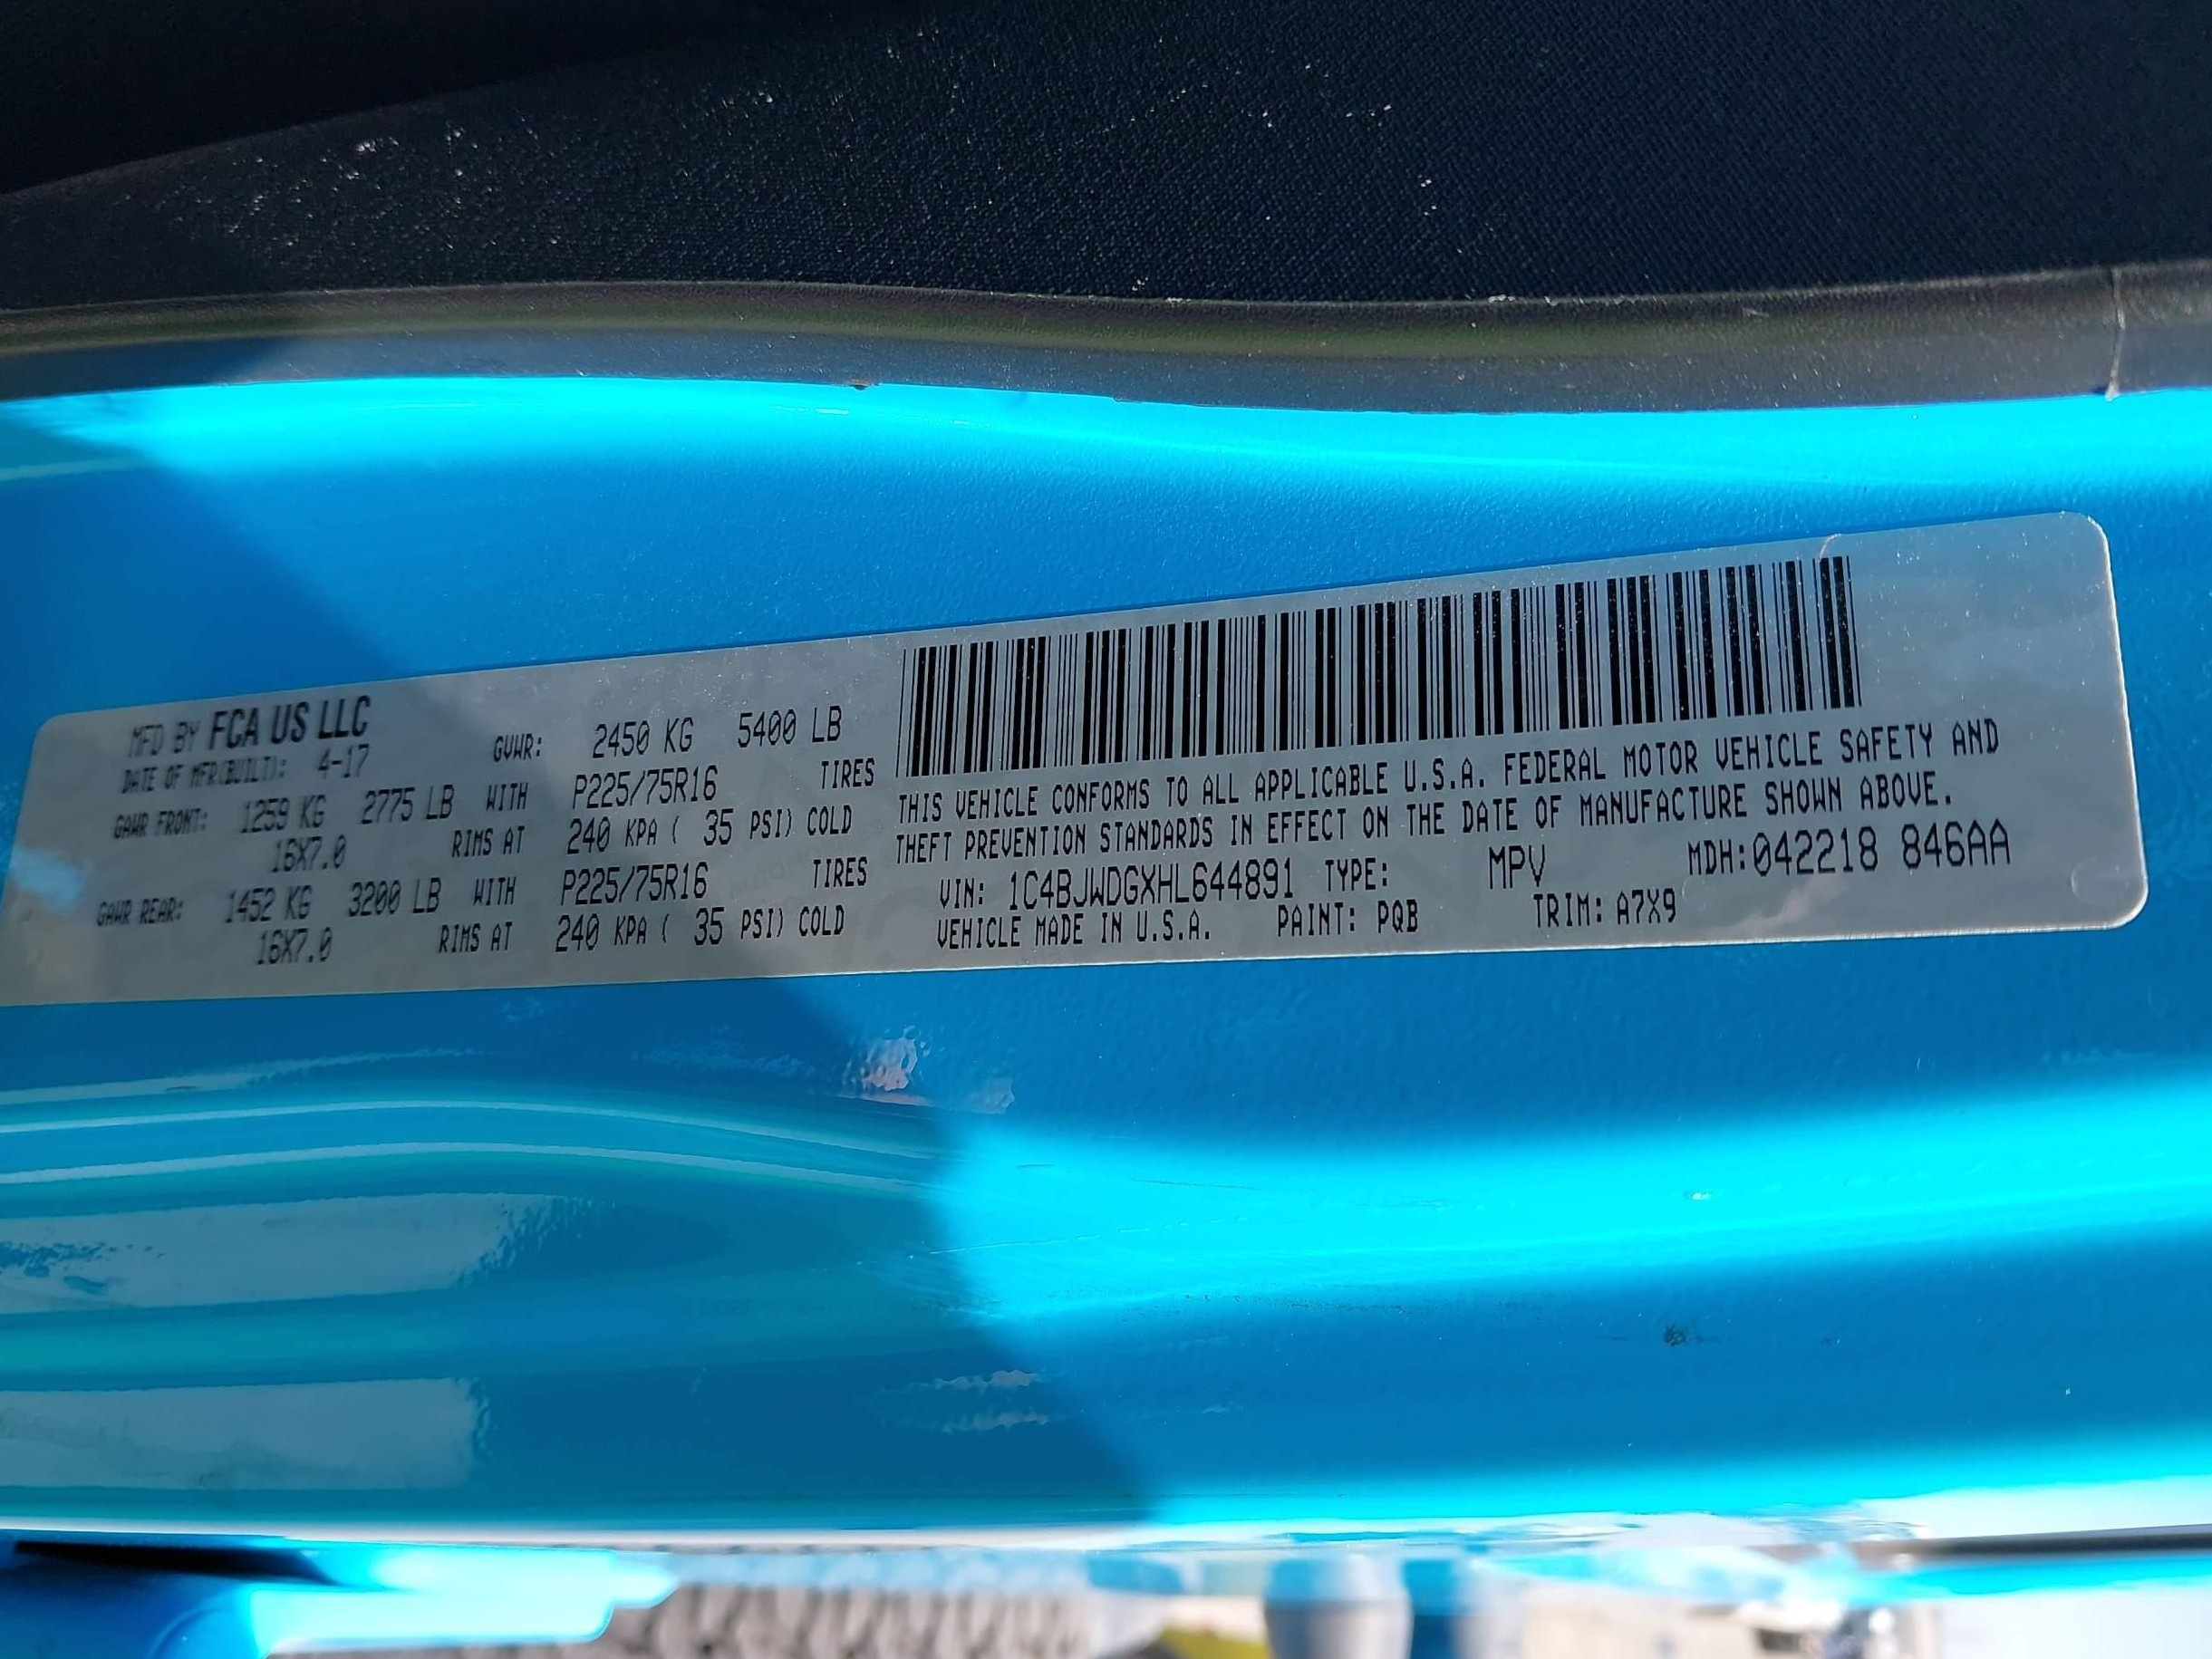 MFD BY FCA US LLC
DATE OF MFR(BUILT): 4-17 GVWR: 2450 KG 5400 LB
GAWR FRONT: 1259 KG 2775 LB WITH P225/75R16 TIRES
16X7.0 RIMS AT 240 KPA ( 35 PSI) COLD
GAWR REAR: 1452 KG 3200 LB WITH P225/75R16 TIRES
16X7.0 RIMS AT 240 KPA ( 35 PSI) COLD
THIS VEHICLE CONFORMS TO ALL APPLICABLE U.S.A. FEDERAL MOTOR VEHICLE SAFETY AND
THEFT PREVENTION STANDARDS IN EFFECT ON THE DATE OF MANUFACTURE SHOWN ABOVE.
VIN: 1C4BJWDGXHL644891 TYPE: MPV MDH:042218 846AA
VEHICLE MADE IN U.S.A. PAINT: PQB TRIM: A7X9